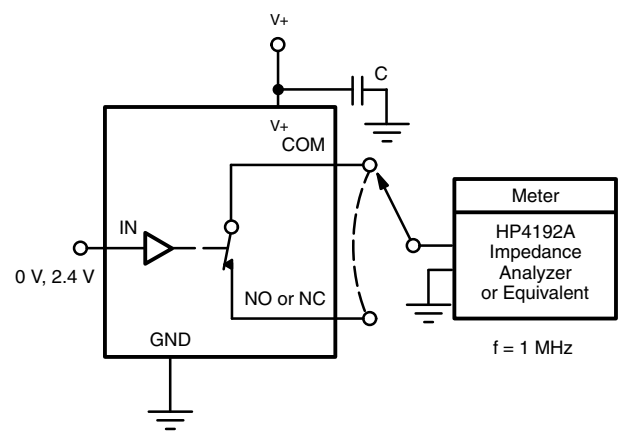 V+
C
V+
COM
IN
0 V, 2.4 V
NO or NC
GND
Meter
HP4192A
Impedance
Analyzer
or Equivalent
f = 1 MHz